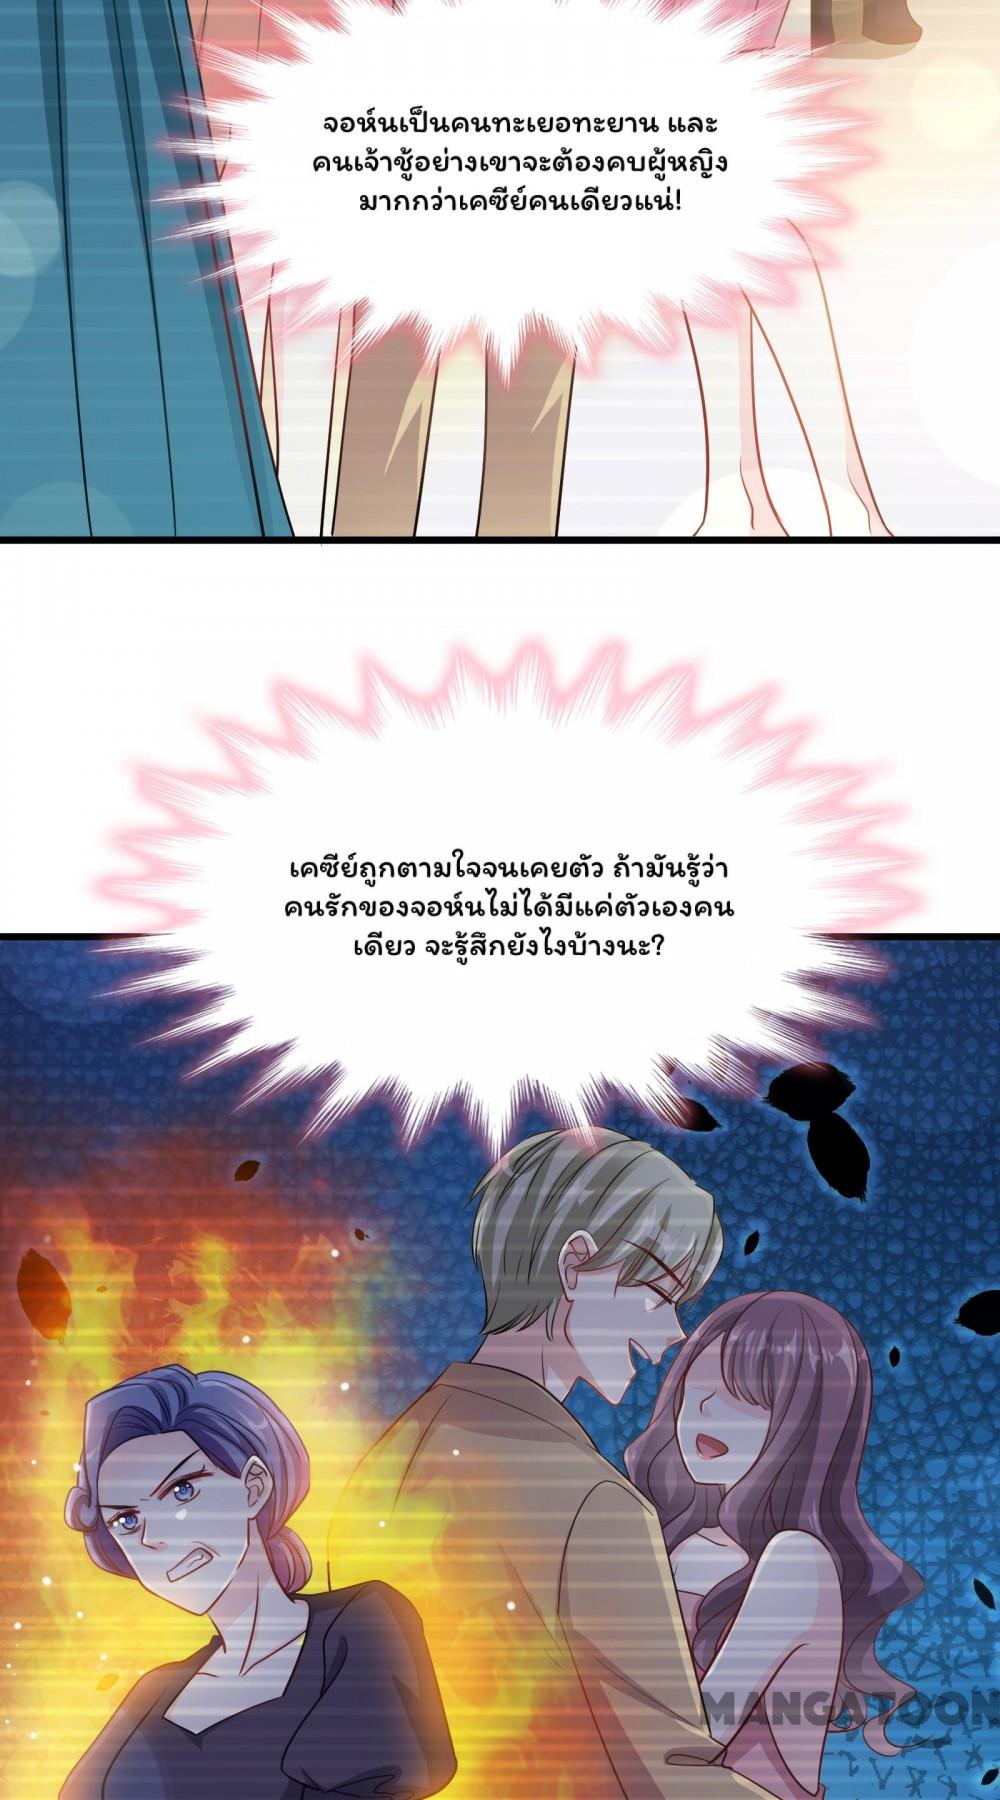 จอห์นเป็นคนทะเยอทะยาน และ
คนเจ้าชู้อย่างเขาจะต้องคบผู้หญิง
มากกว่าเคซีย์คนเดียวแน่!
เคซีย์ถูกตามใจจนเคยตัว ถ้ามันรู้ว่า
คนรักของจอห์นไม่ได้มีแค่ตัวเองคน
เดียว จะรู้สึกยังไงบ้างนะ?
MANGATOON